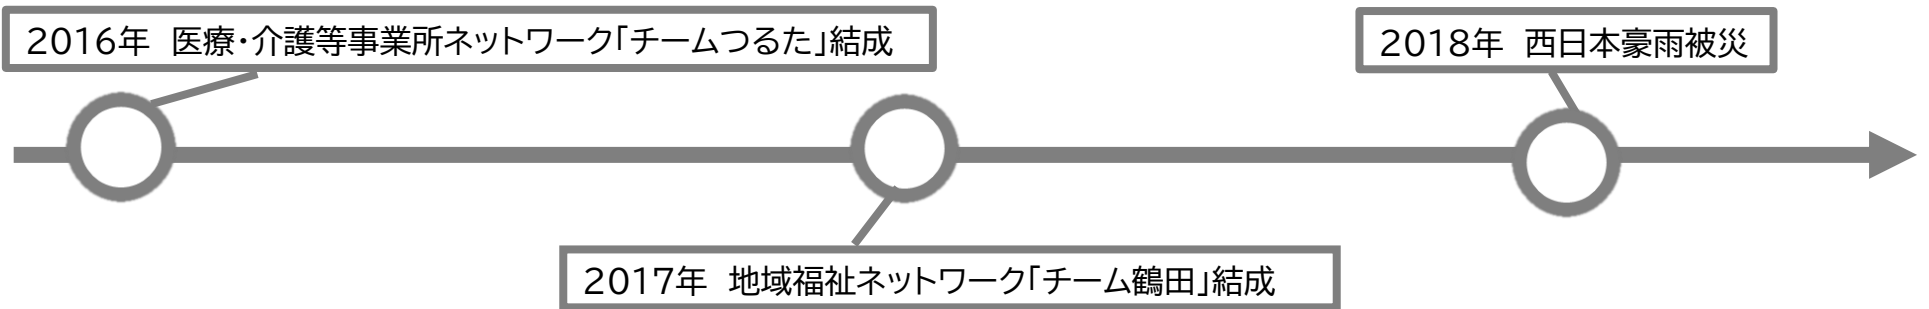 2016年　医療・介護等事業所ネットワーク「チームつるた」結成
2018年　西日本豪雨被災
2017年　地域福祉ネットワーク「チーム鶴田」結成